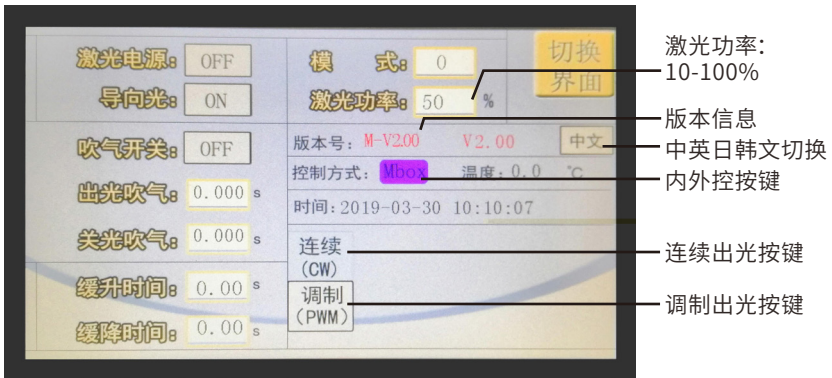 激光电源: OFF
导向光: ON
模 式: 0
激光功率: 50 %
切换
界面
吹气开关: OFF
出光吹气: 0.000 s
关光吹气: 0.000 s
缓升时间: 0.00 s
缓降时间: 0.00 s
版本号: M-V2.00 V2.00 中文
控制方式: Mbox 温度: 0.0 ℃
时间:2019-03-30 10:10:07
连续
(CW)
调制
(PWM)
激光功率:
10-100%
版本信息
中英日韩文切换
内外控按键
连续出光按键
调制出光按键